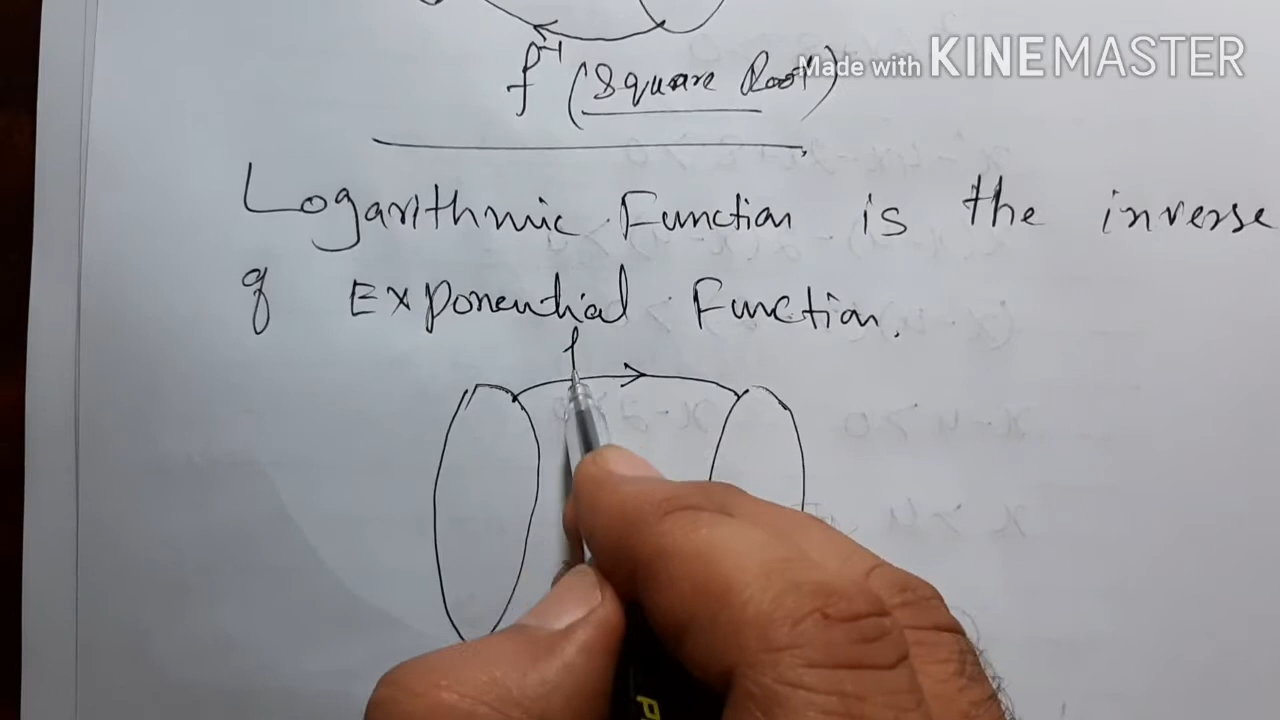 Made with KINEMASTER
f⁻¹ (Square Root)
Logarithmic Function is the inverse
of Exponential Function.
f